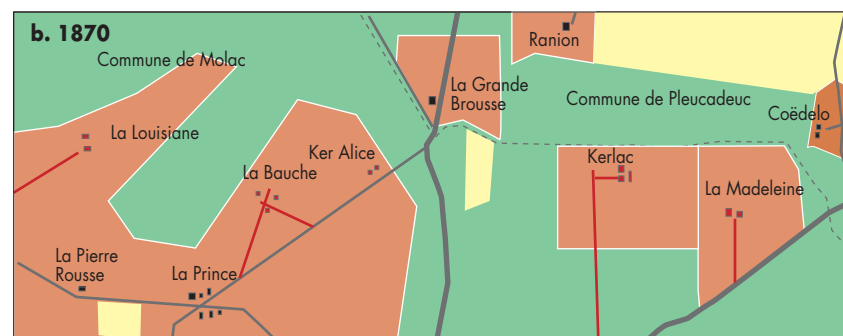 b. 1870
Commune de Molac
Ranion
La Grande
Brousse
Commune de Pleucadeuc
Coëdelo
La Louisiane
Ker Alice
La Bauche
Kerlac
La Madeleine
La Pierre
Rousse
La Prince